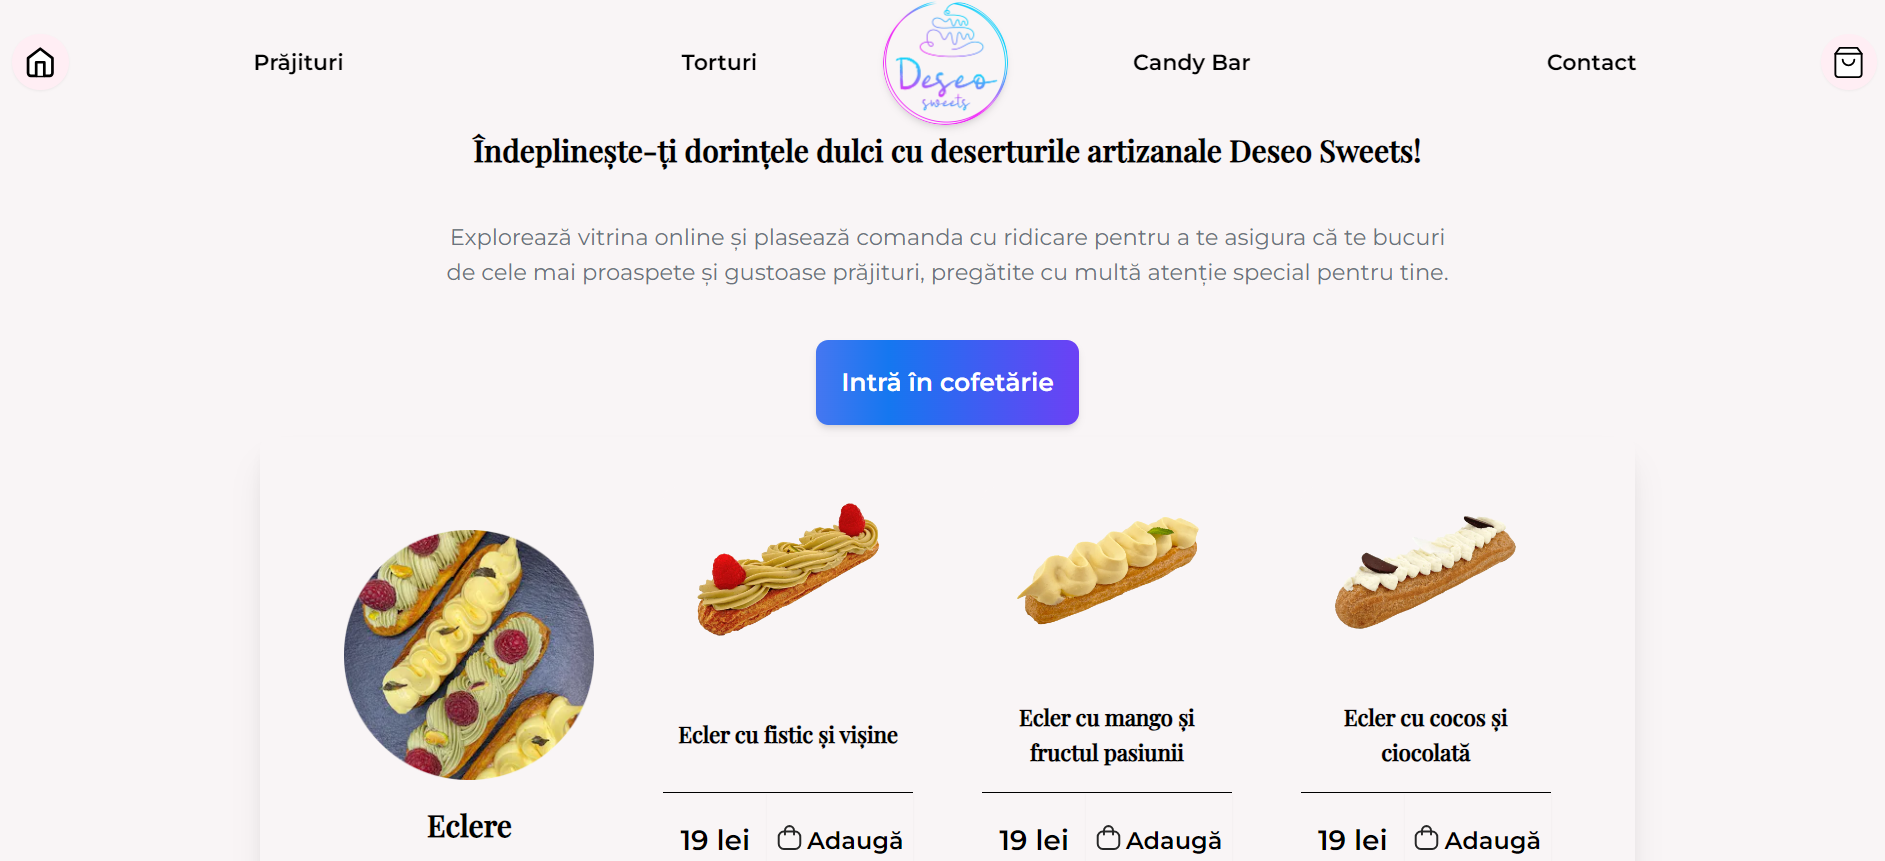 Prăjituri
Torturi
Deseo
sweets
Candy Bar
Contact
Îndeplinește-ți dorințele dulci cu deserturile artizanale Deseo Sweets!
Explorează vitrina online și plasează comanda cu ridicare pentru a te asigura că te bucuri
de cele mai proaspete și gustoase prăjituri, pregătite cu multă atenție special pentru tine.
Intră în cofetărie
Eclere
Ecler cu fistic și vișine
19 lei Adaugă
Ecler cu mango și
fructul pasiunii
19 lei Adaugă
Ecler cu cocos și
ciocolată
19 lei Adaugă